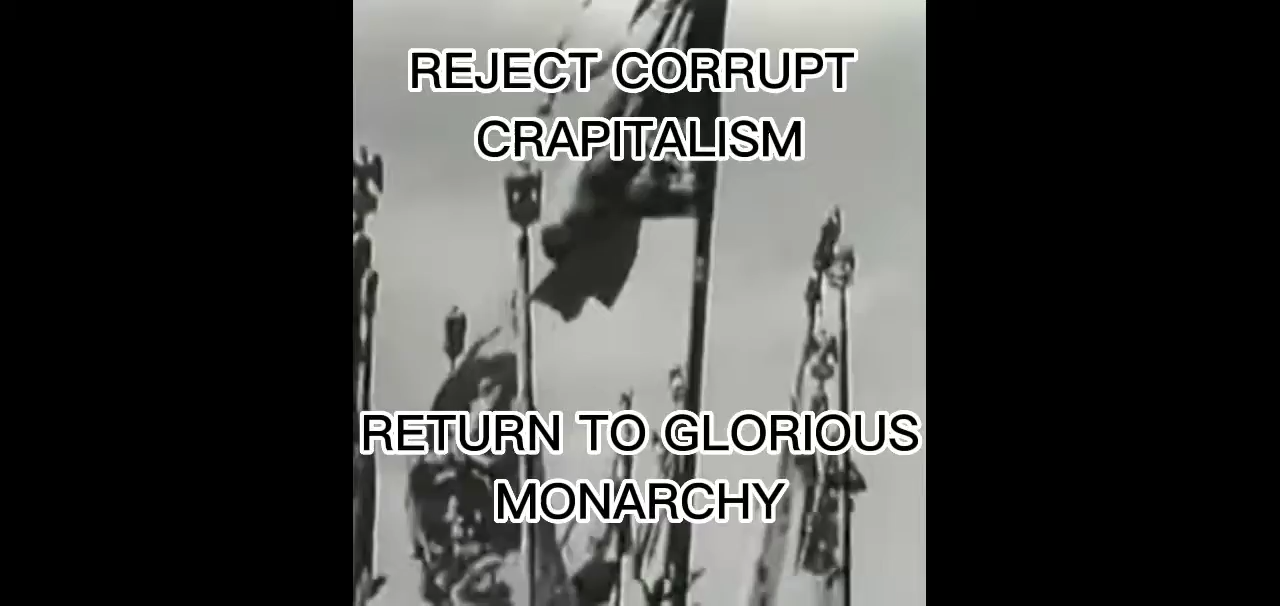 REJECT CORRUPT
CRAPITALISM
RETURN TO GLORIOUS
MONARCHY